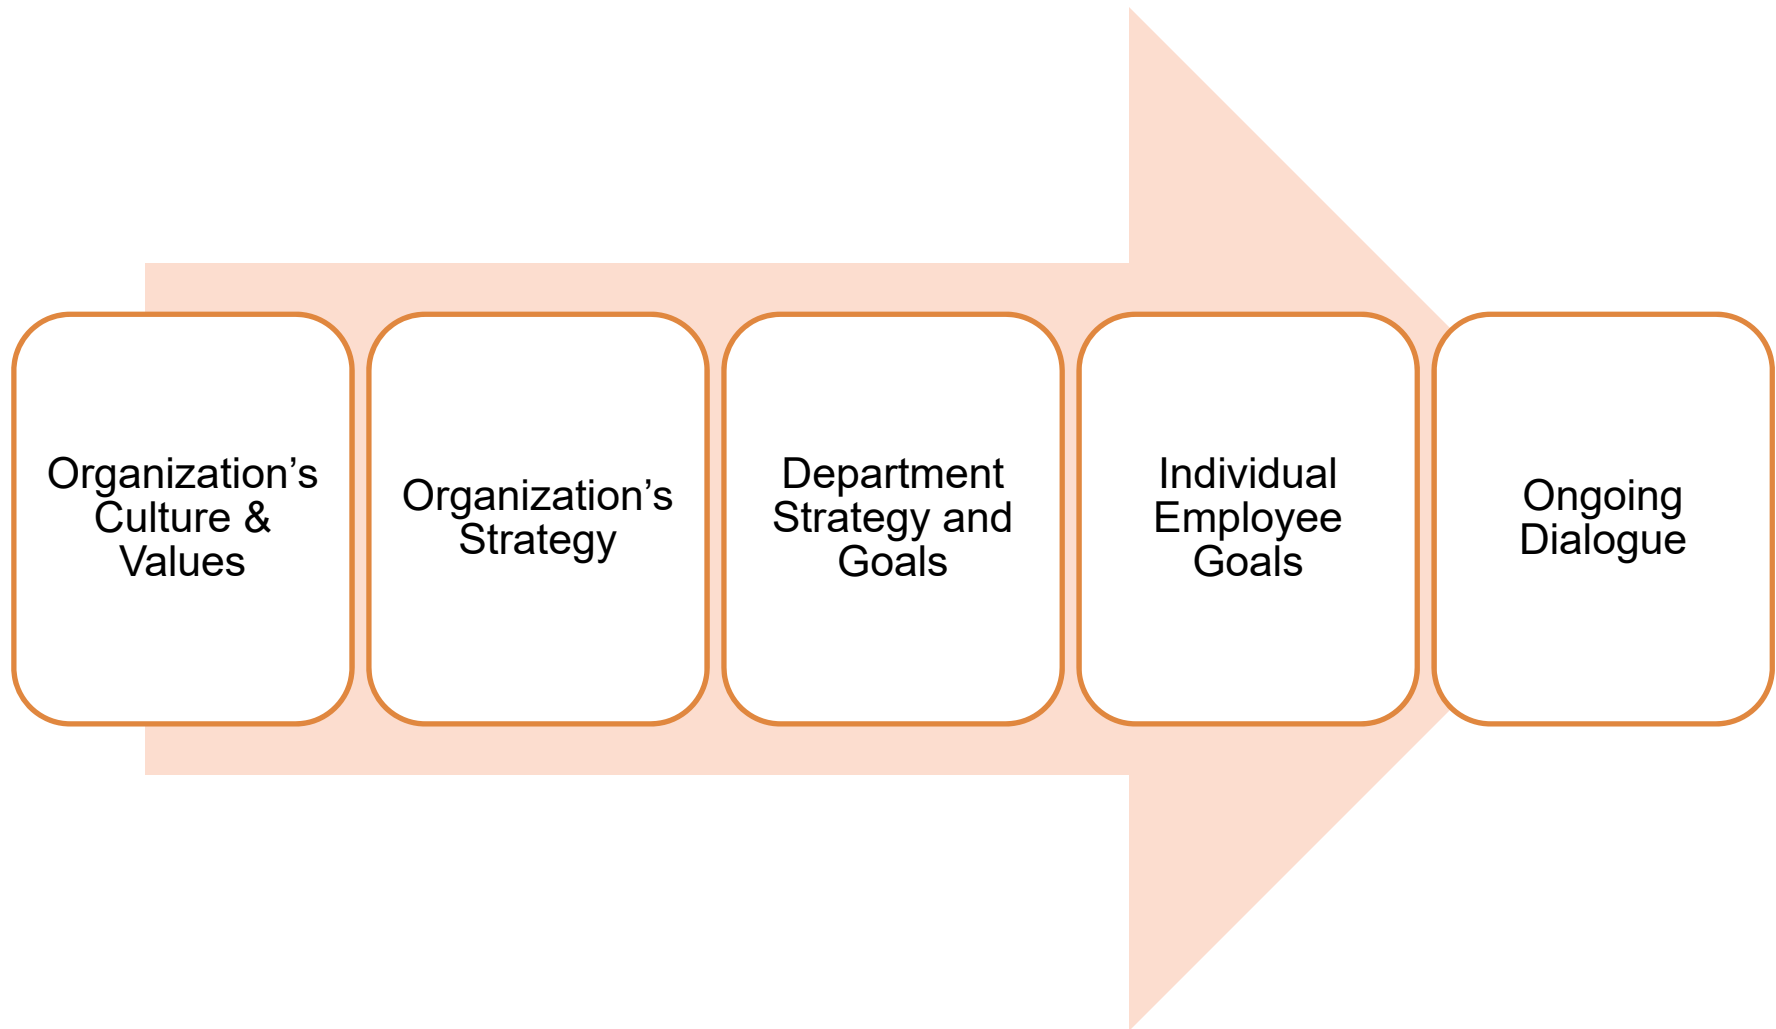 Organization’s
Culture &
Values
Organization’s
Strategy
Department
Strategy and
Goals
Individual
Employee
Goals
Ongoing
Dialogue